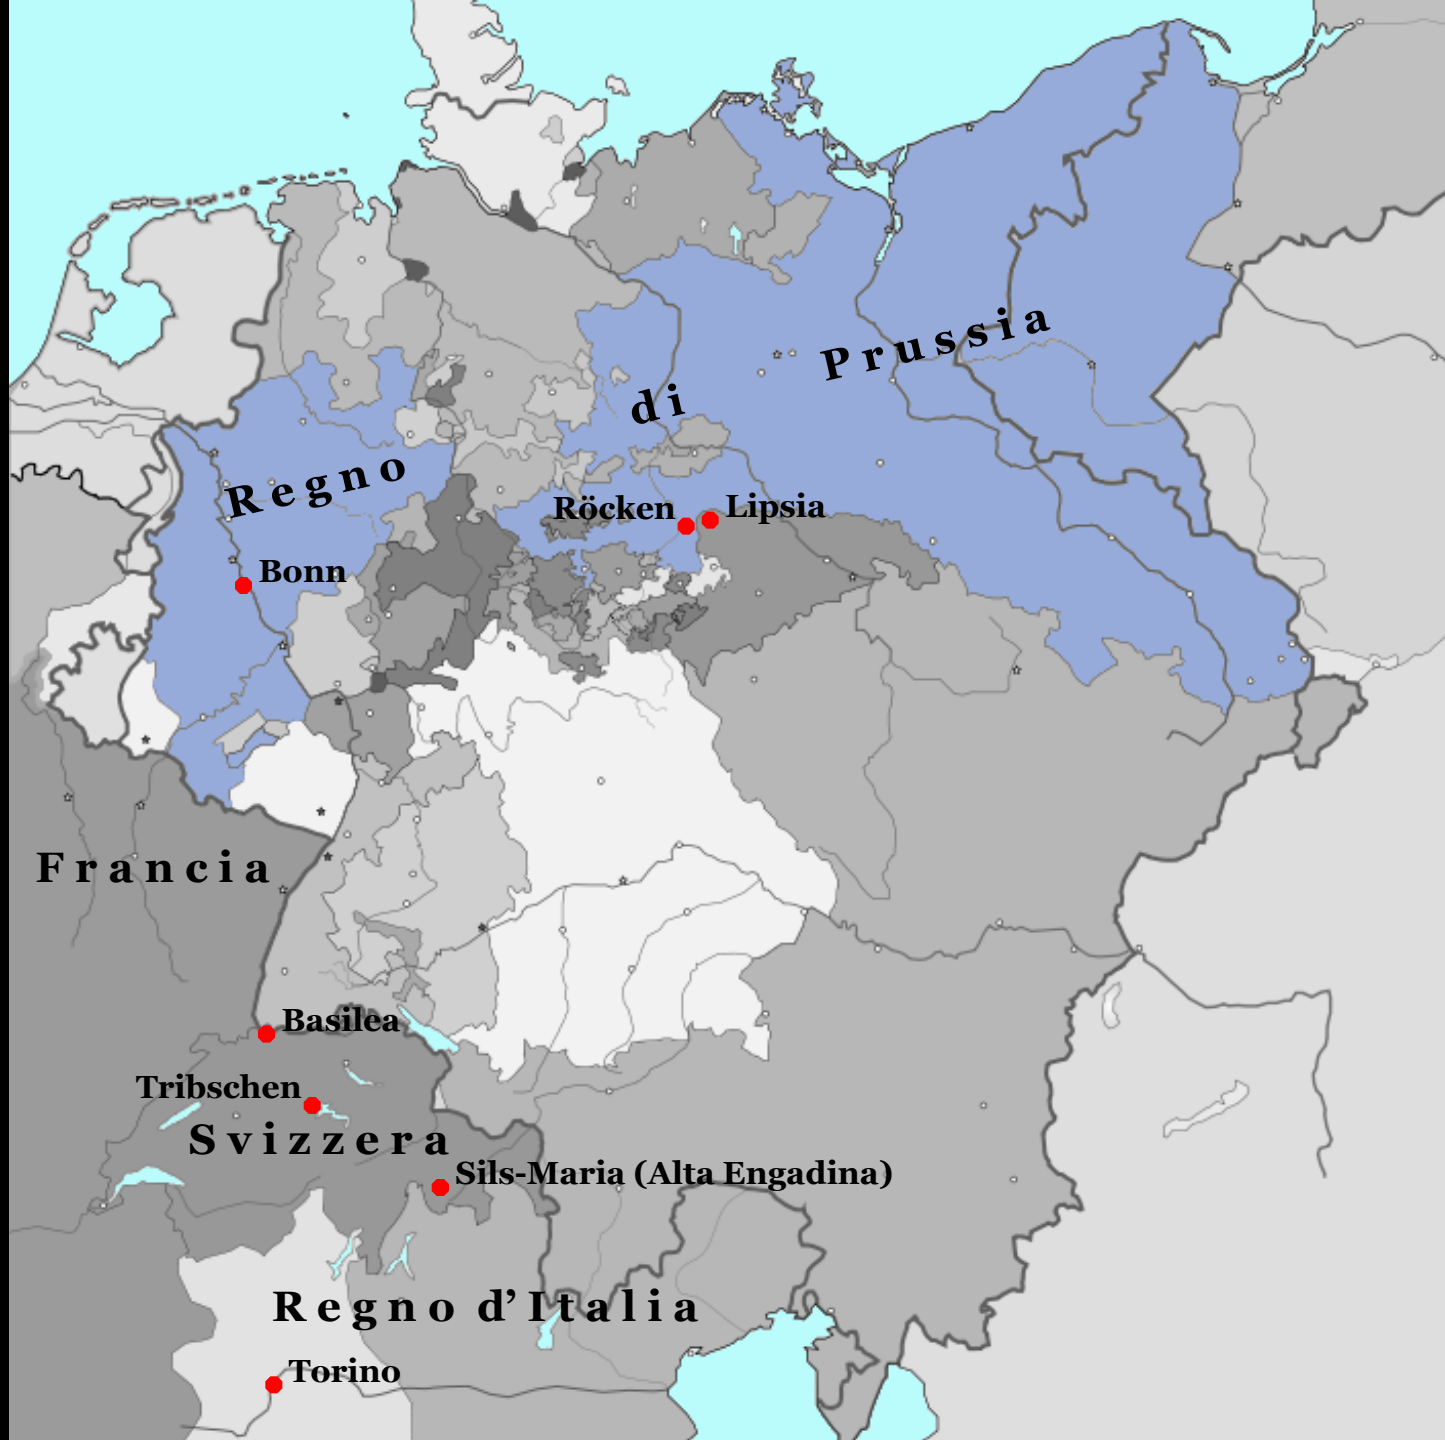 Prussia
di
Regno
Röcken
Lipsia
Bonn
Francia
Basilea
Tribschen
Svizzera
Sils-Maria (Alta Engadina)
Regno d’Italia
Torino